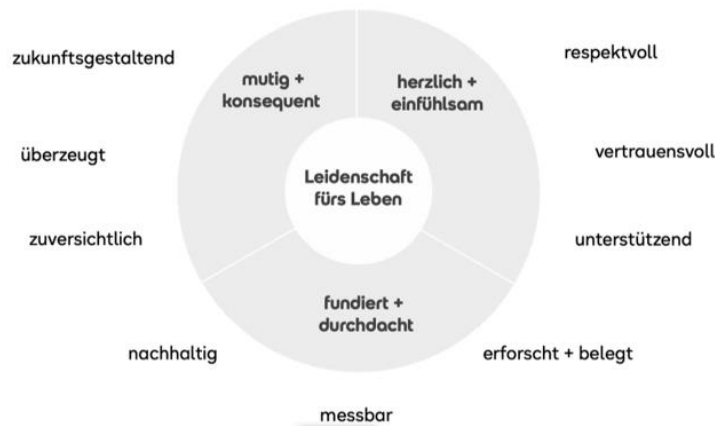 zukunftsgestaltend
respektvoll
mutig +
konsequent
herzlich +
einfühlsam
überzeugt
vertrauensvoll
Leidenschaft
fürs Leben
zuversichtlich
unterstützend
fundiert +
durchdacht
nachhaltig
erforscht + belegt
messbar